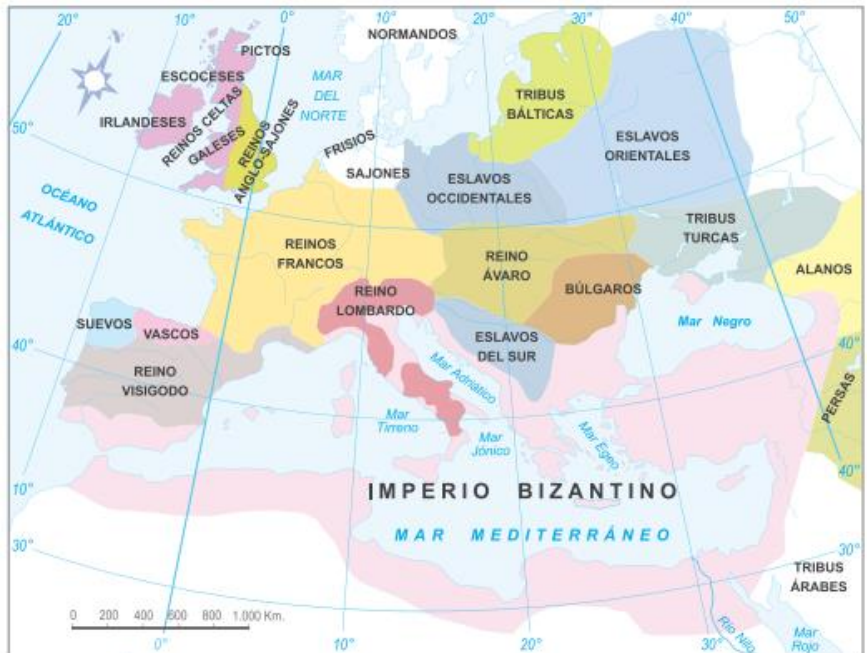 20°
10°
0°
10°
20°
30°
40°
50°
NORMANDOS
PICTOS
ESCOCESES
MAR
DEL
NORTE
IRLANDESES
REINOS CELTAS
GALESES
REINOS
ANGLO-SAJONES
TRIBUS
BÁLTICAS
ESLAVOS
ORIENTALES
50°
FRISIOS
SAJONES
ESLAVOS
OCCIDENTALES
OCÉANO
ATLÁNTICO
REINOS
FRANCOS
REINO
ÁVARO
TRIBUS
TURCAS
ALANOS
REINO
LOMBARDO
BÚLGAROS
SUEVOS
VASCOS
ESLAVOS
DEL SUR
Mar Negro
40°
REINO
VISIGODO
Mar Adriático
40°
PERSAS
Mar
Tirreno
Mar
Jónico
Mar Egeo
40°
10°
IMPERIO BIZANTINO
MAR MEDITERRÁNEO
30°
30°
TRIBUS
ÁRABES
0 200 400 600 800 1.000 Km.
Río Nilo
Mar
Rojo
0°
10°
20°
30°